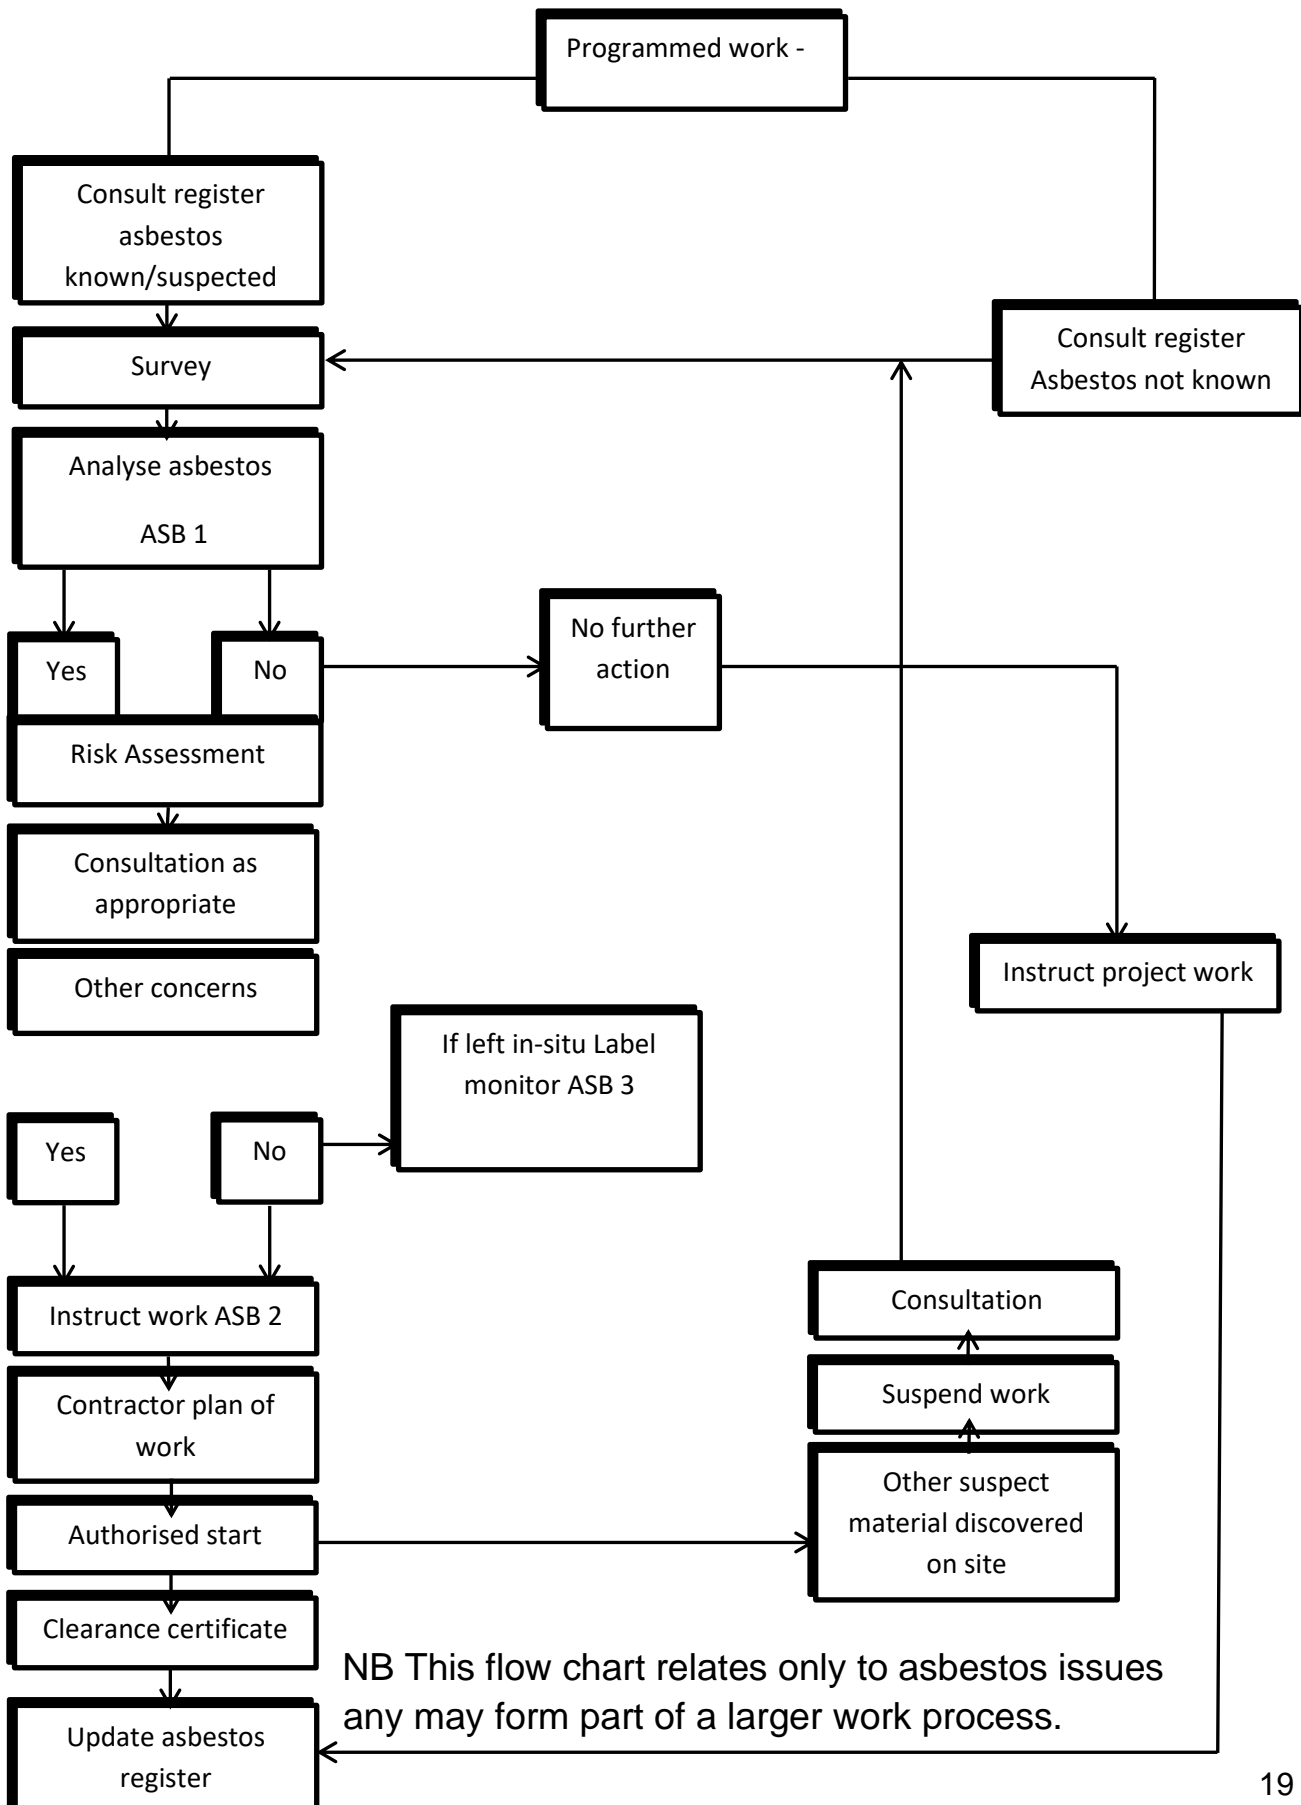 Programmed work -
Consult register
asbestos
known/suspected
Consult register
Asbestos not known
Survey
Analyse asbestos
ASB 1
Yes
No
No further
action
Risk Assessment
Consultation as
appropriate
Other concerns
Instruct project work
If left in-situ Label
monitor ASB 3
Yes
No
Instruct work ASB 2
Contractor plan of
work
Authorised start
Clearance certificate
Update asbestos
register
Consultation
Suspend work
Other suspect
material discovered
on site
NB This flow chart relates only to asbestos issues
any may form part of a larger work process.
19